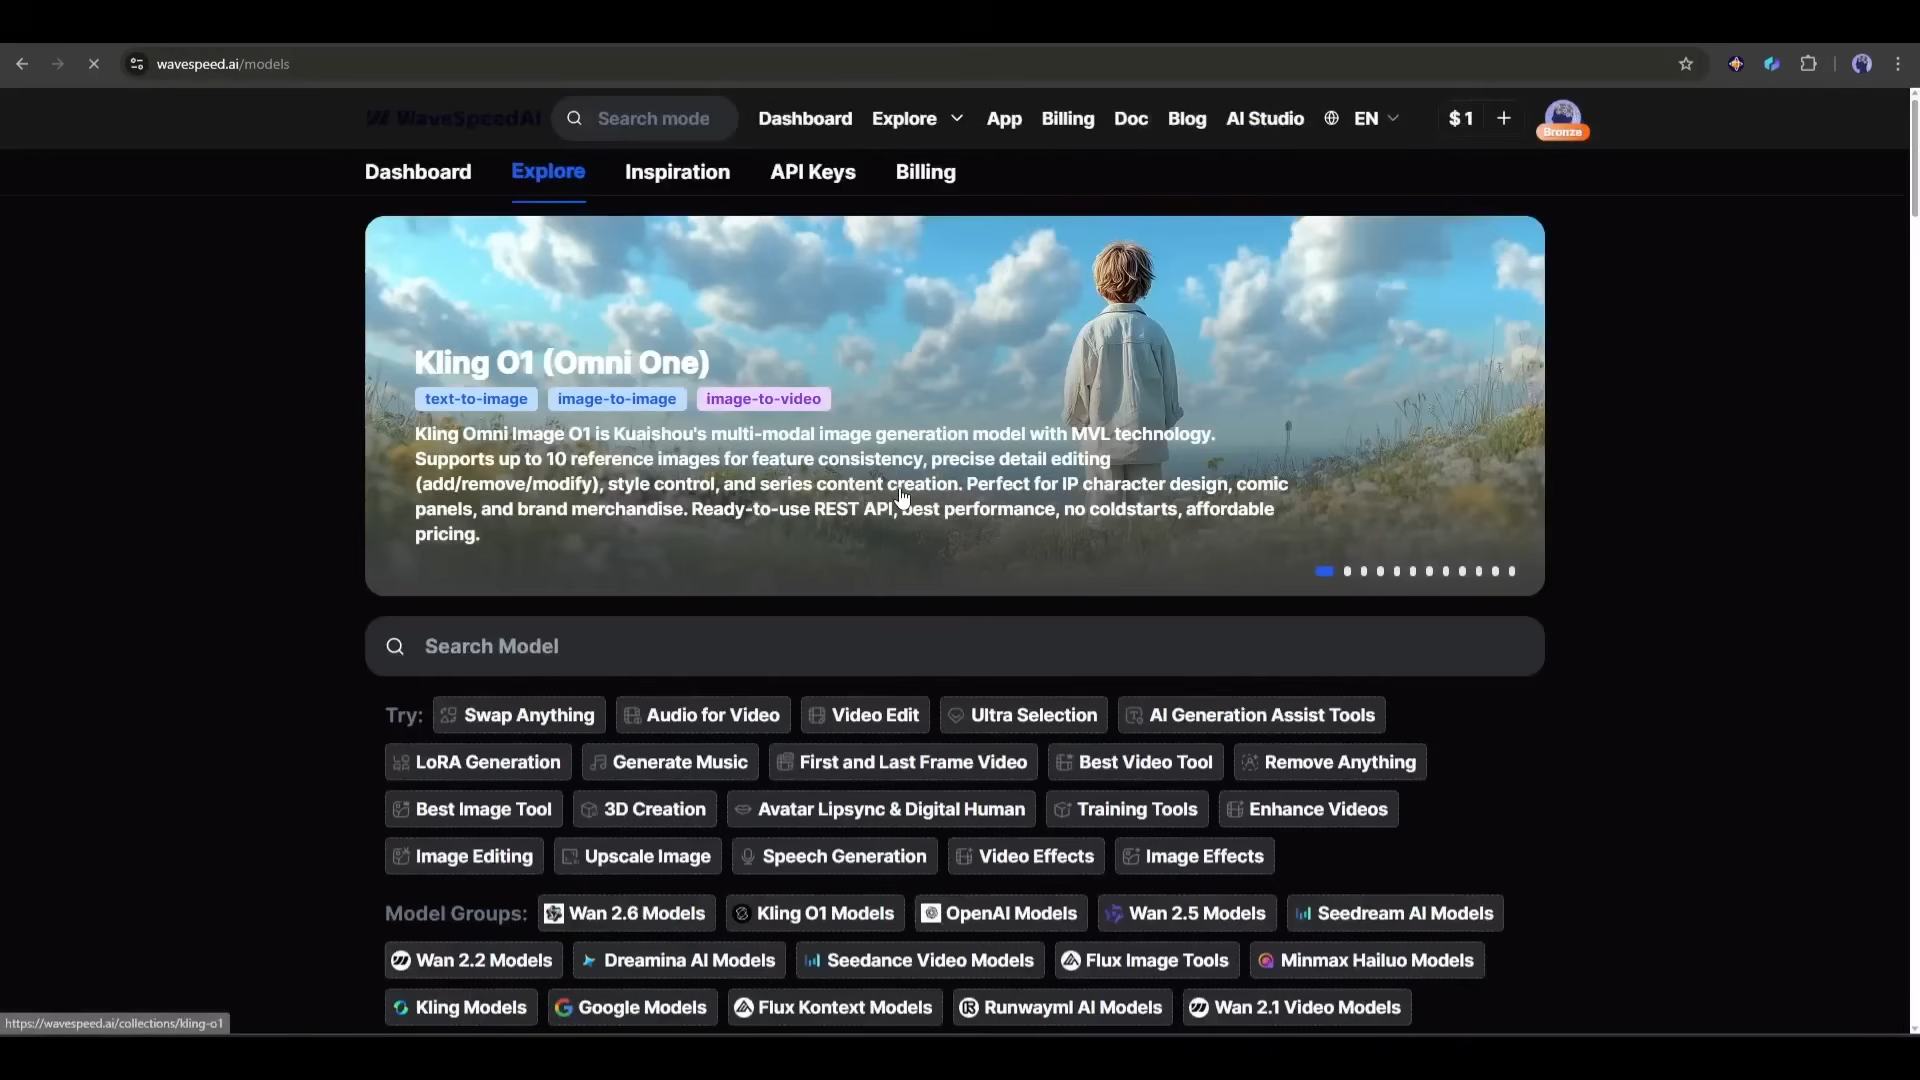 wavespeed.ai/models
WaveSpeedAI
Search mode
Dashboard
Explore
App
Billing
Doc
Blog
AI Studio
EN
$ 1
+
Bronze
Dashboard
Explore
Inspiration
API Keys
Billing
Kling O1 (Omni One)
text-to-image
image-to-image
image-to-video
Kling Omni Image O1 is Kuaishou's multi-modal image generation model with MVL technology.
Supports up to 10 reference images for feature consistency, precise detail editing
(add/remove/modify), style control, and series content creation. Perfect for IP character design, comic
panels, and brand merchandise. Ready-to-use REST API, best performance, no coldstarts, affordable
pricing.
Search Model
Try:
Swap Anything
Audio for Video
Video Edit
Ultra Selection
AI Generation Assist Tools
LoRA Generation
Generate Music
First and Last Frame Video
Best Video Tool
Remove Anything
Best Image Tool
3D Creation
Avatar Lipsync & Digital Human
Training Tools
Enhance Videos
Image Editing
Upscale Image
Speech Generation
Video Effects
Image Effects
Model Groups:
Wan 2.6 Models
Kling O1 Models
OpenAI Models
Wan 2.5 Models
Seedream AI Models
Wan 2.2 Models
Dreamina AI Models
Seedance Video Models
Flux Image Tools
Minmax Hailuo Models
Kling Models
Google Models
Flux Kontext Models
Runwayml AI Models
Wan 2.1 Video Models
https://wavespeed.ai/collections/kling-o1